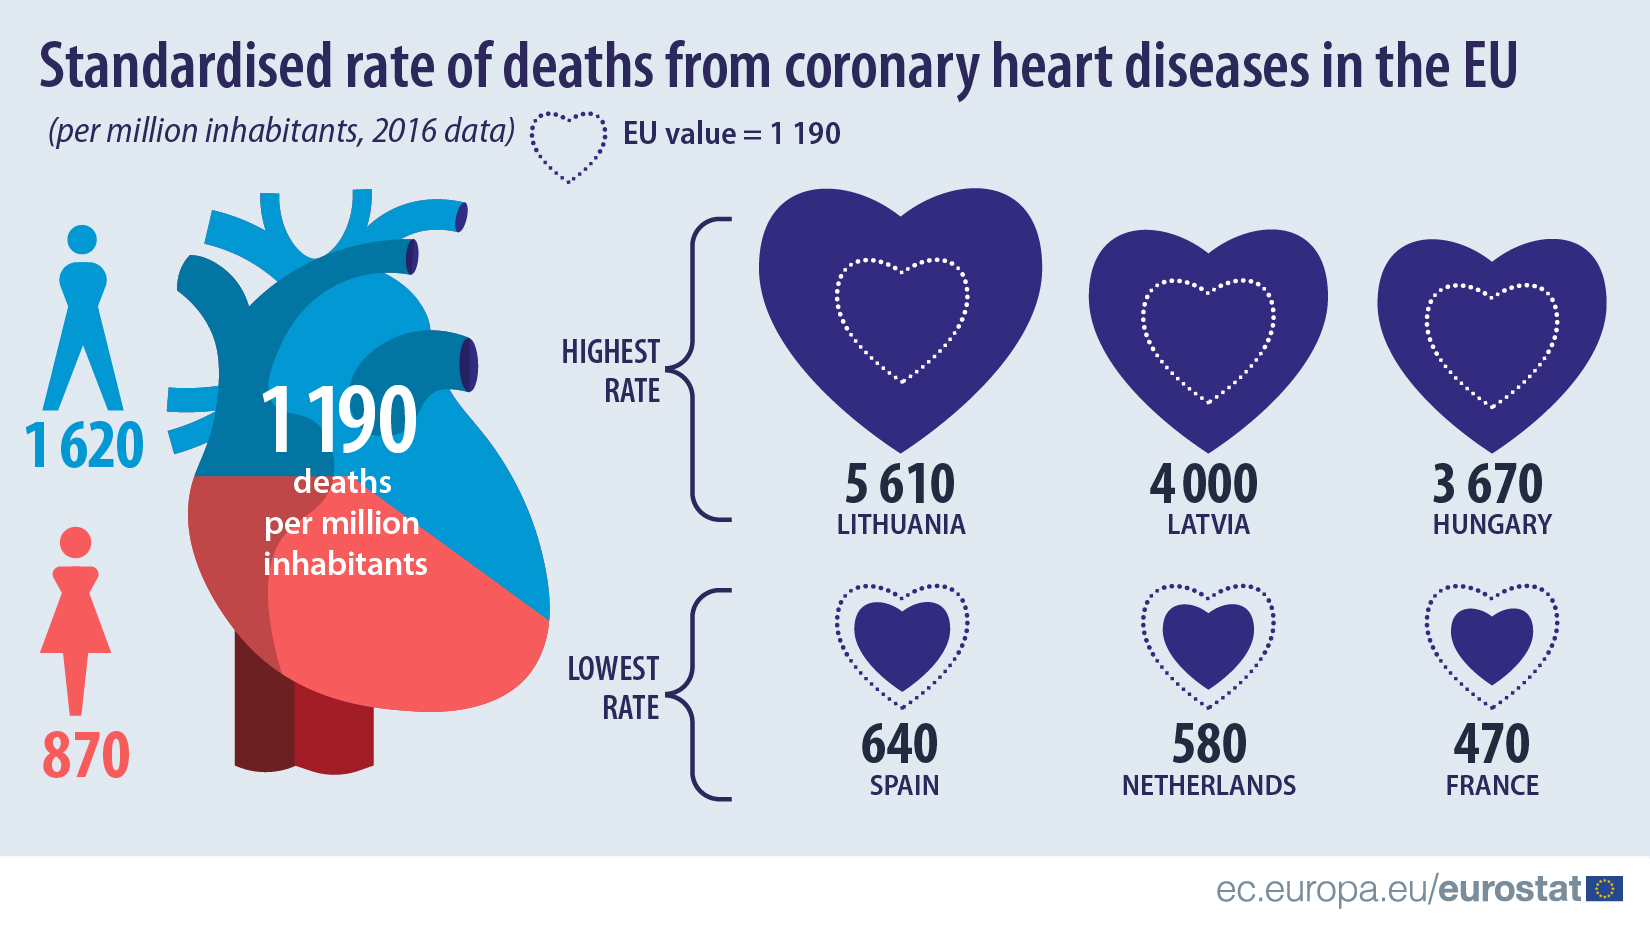 Standardised rate of deaths from coronary heart diseases in the EU
(per million inhabitants, 2016 data)
EU value = 1 190
1 620
870
1 190
deaths
per million
inhabitants
HIGHEST
RATE
5 610
LITHUANIA
4 000
LATVIA
3 670
HUNGARY
LOWEST
RATE
640
SPAIN
580
NETHERLANDS
470
FRANCE
ec.europa.eu/eurostat